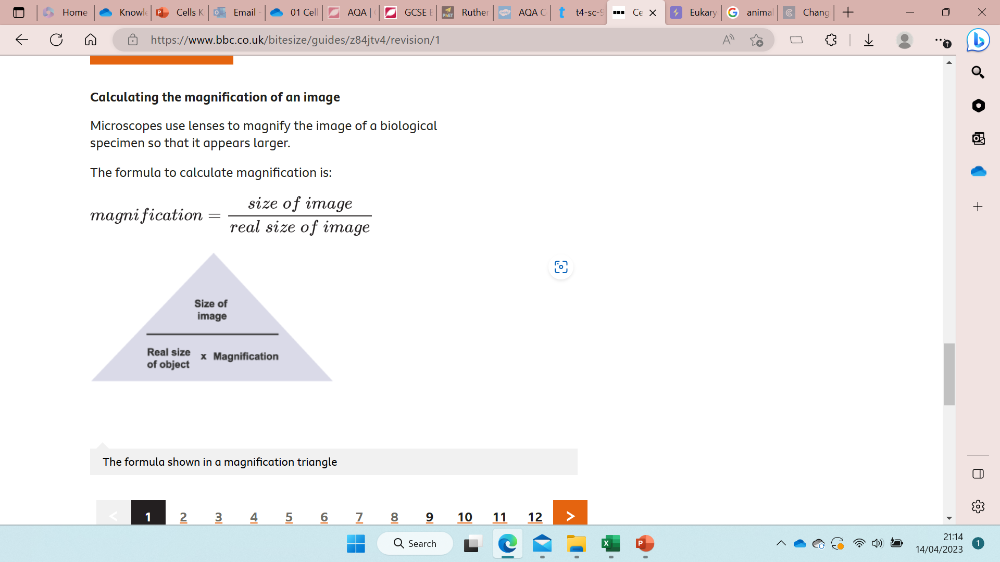 Home
Knowle
Cells K
Email -
01 Cell
AQA |
GCSE B
Ruther
AQA C
t4-sc-9
Ce
Eukary
animal
Chang
https://www.bbc.co.uk/bitesize/guides/z84jtv4/revision/1
Calculating the magnification of an image
Microscopes use lenses to magnify the image of a biological
specimen so that it appears larger.
The formula to calculate magnification is:
magnification = size of image
real size of image
Size of
image
Real size
of object
x Magnification
The formula shown in a magnification triangle
< 1 2 3 4 5 6 7 8 9 10 11 12 >
Search
21:14
14/04/2023
1